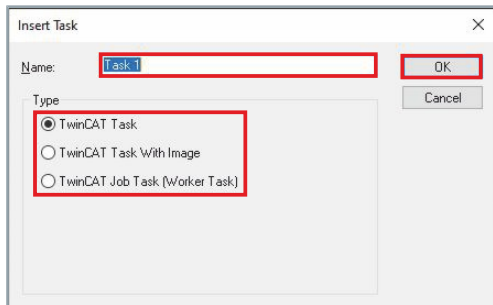 Insert Task
Name: Task 1 OK
Cancel
Type
TwinCAT Task
TwinCAT Task With Image
TwinCAT Job Task (Worker Task)